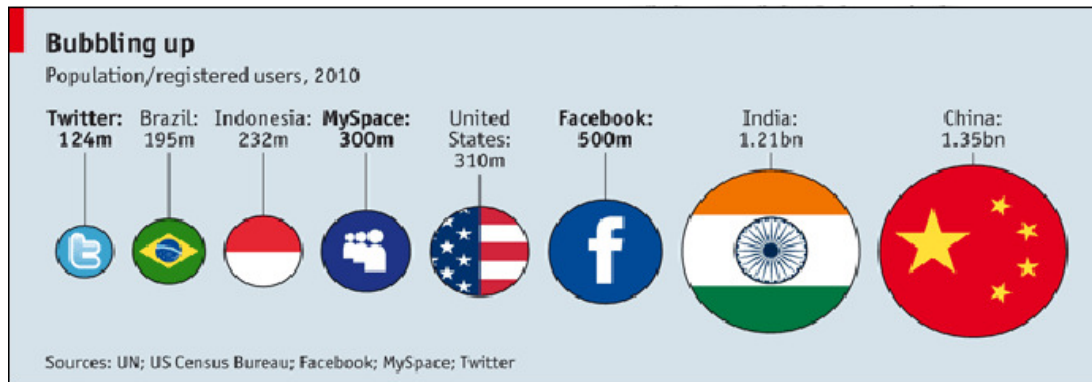 Bubbling up
Population/registered users, 2010
Twitter:
124m
Brazil:
195m
Indonesia:
232m
MySpace:
300m
United
States:
310m
Facebook:
500m
India:
1.21bn
China:
1.35bn
Sources: UN; US Census Bureau; Facebook; MySpace; Twitter